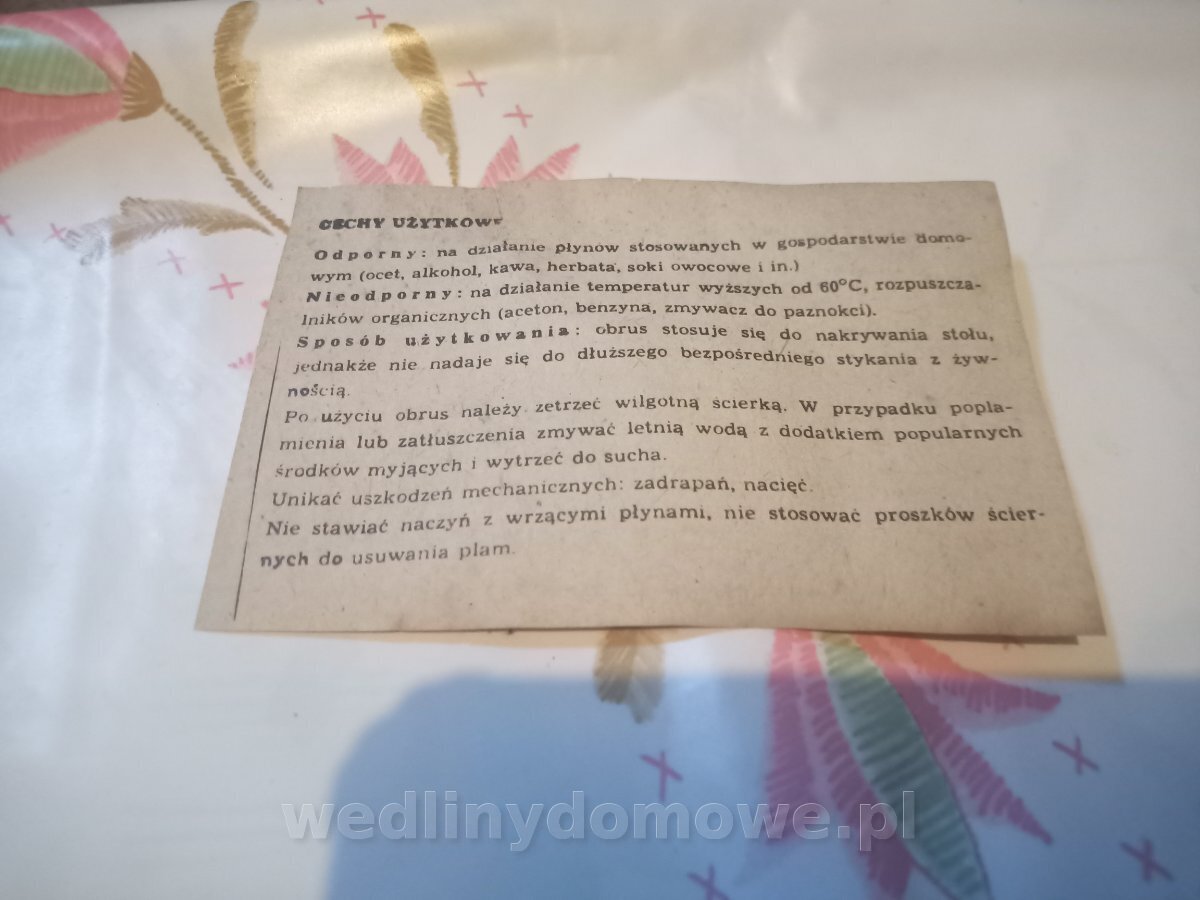 CECHY UŻYTKOWE
Odporny: na działanie płynów stosowanych w gospodarstwie domo-
wym (ocet, alkohol, kawa, herbata, soki owocowe i in.)
Nieodporny: na działanie temperatur wyższych od 60°C, rozpuszcza-
lników organicznych (aceton, benzyna, zmywacz do paznokci).
Sposób użytkowania: obrus stosuje się do nakrywania stołu,
jednakże nie nadaje się do dłuższego bezpośredniego stykania z żyw-
nością.
Po użyciu obrus należy zetrzeć wilgotną ścierką. W przypadku popla-
mienia lub zatłuszczenia zmywać letnią wodą z dodatkiem popularnych
środków myjących i wytrzeć do sucha.
Unikać uszkodzeń mechanicznych: zadrapań, nacięć.
Nie stawiać naczyń z wrzącymi płynami, nie stosować proszków ścier-
nych do usuwania plam.
wedlinydomowe.pl